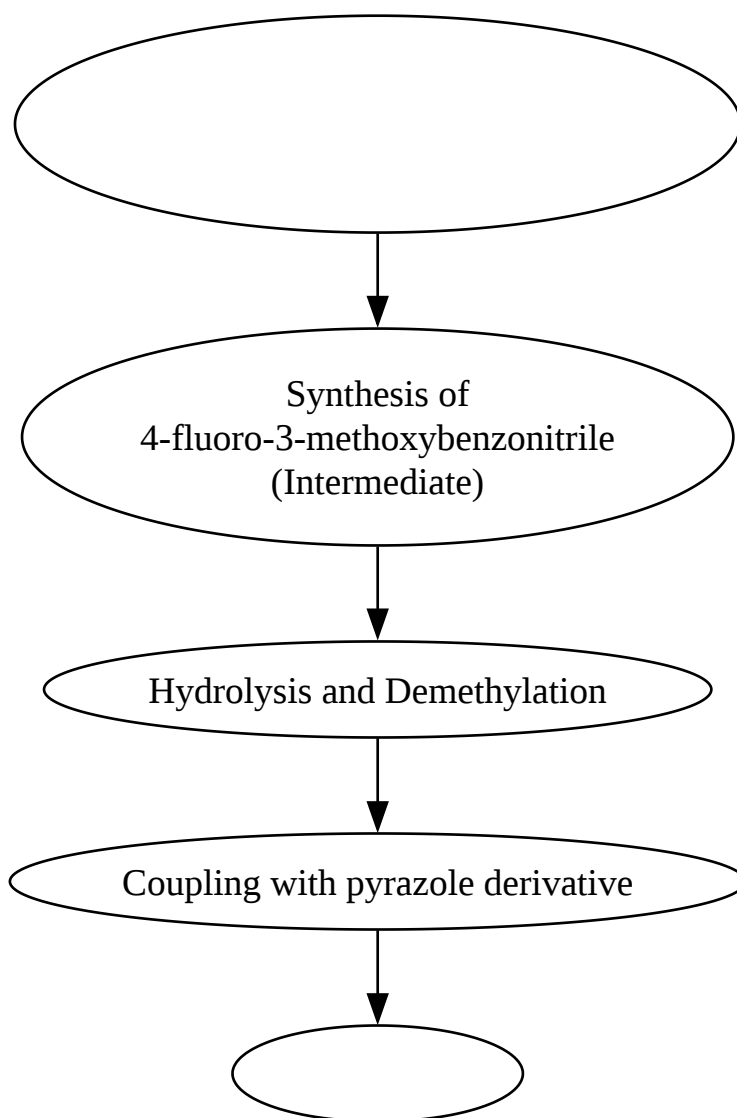 Synthesis of
4-fluoro-3-methoxybenzonitrile
(Intermediate)
Hydrolysis and Demethylation
Coupling with pyrazole derivative